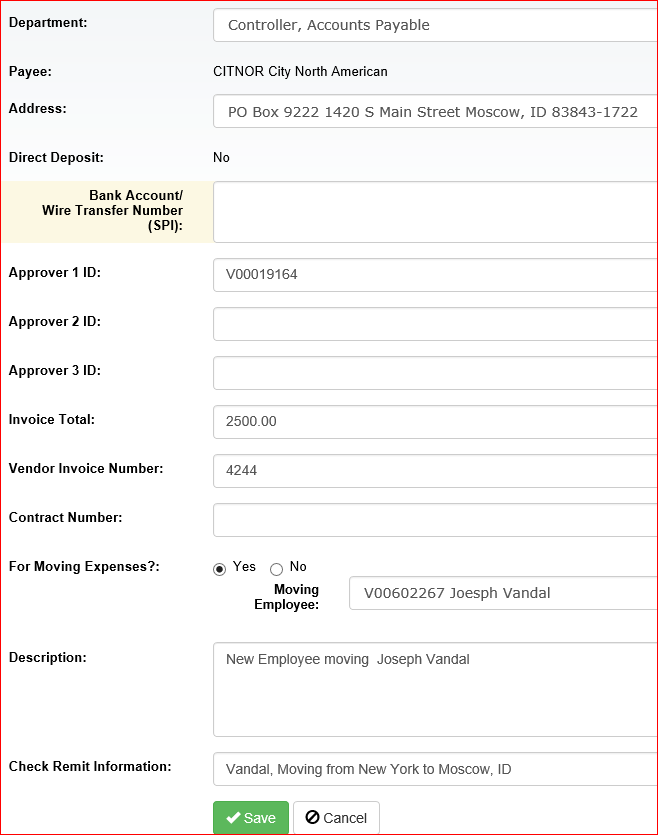 Department: Controller, Accounts Payable
Payee: CITNOR City North American
Address: PO Box 9222 1420 S Main Street Moscow, ID 83843-1722
Direct Deposit: No
Bank Account/
Wire Transfer Number
(SPI):
Approver 1 ID: V00019164
Approver 2 ID:
Approver 3 ID:
Invoice Total: 2500.00
Vendor Invoice Number: 4244
Contract Number:
For Moving Expenses?: Yes No
Moving
Employee: V00602267 Joesph Vandal
Description: New Employee moving  Joseph Vandal
Check Remit Information: Vandal, Moving from New York to Moscow, ID
Save Cancel